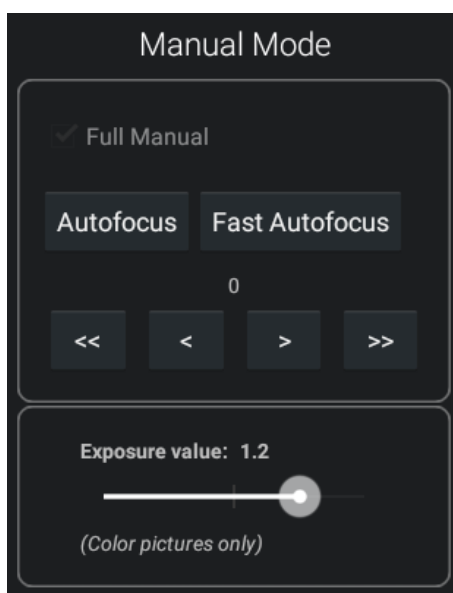 Manual Mode
Full Manual
Autofocus Fast Autofocus
0
<< < > >>
Exposure value: 1.2
(Color pictures only)